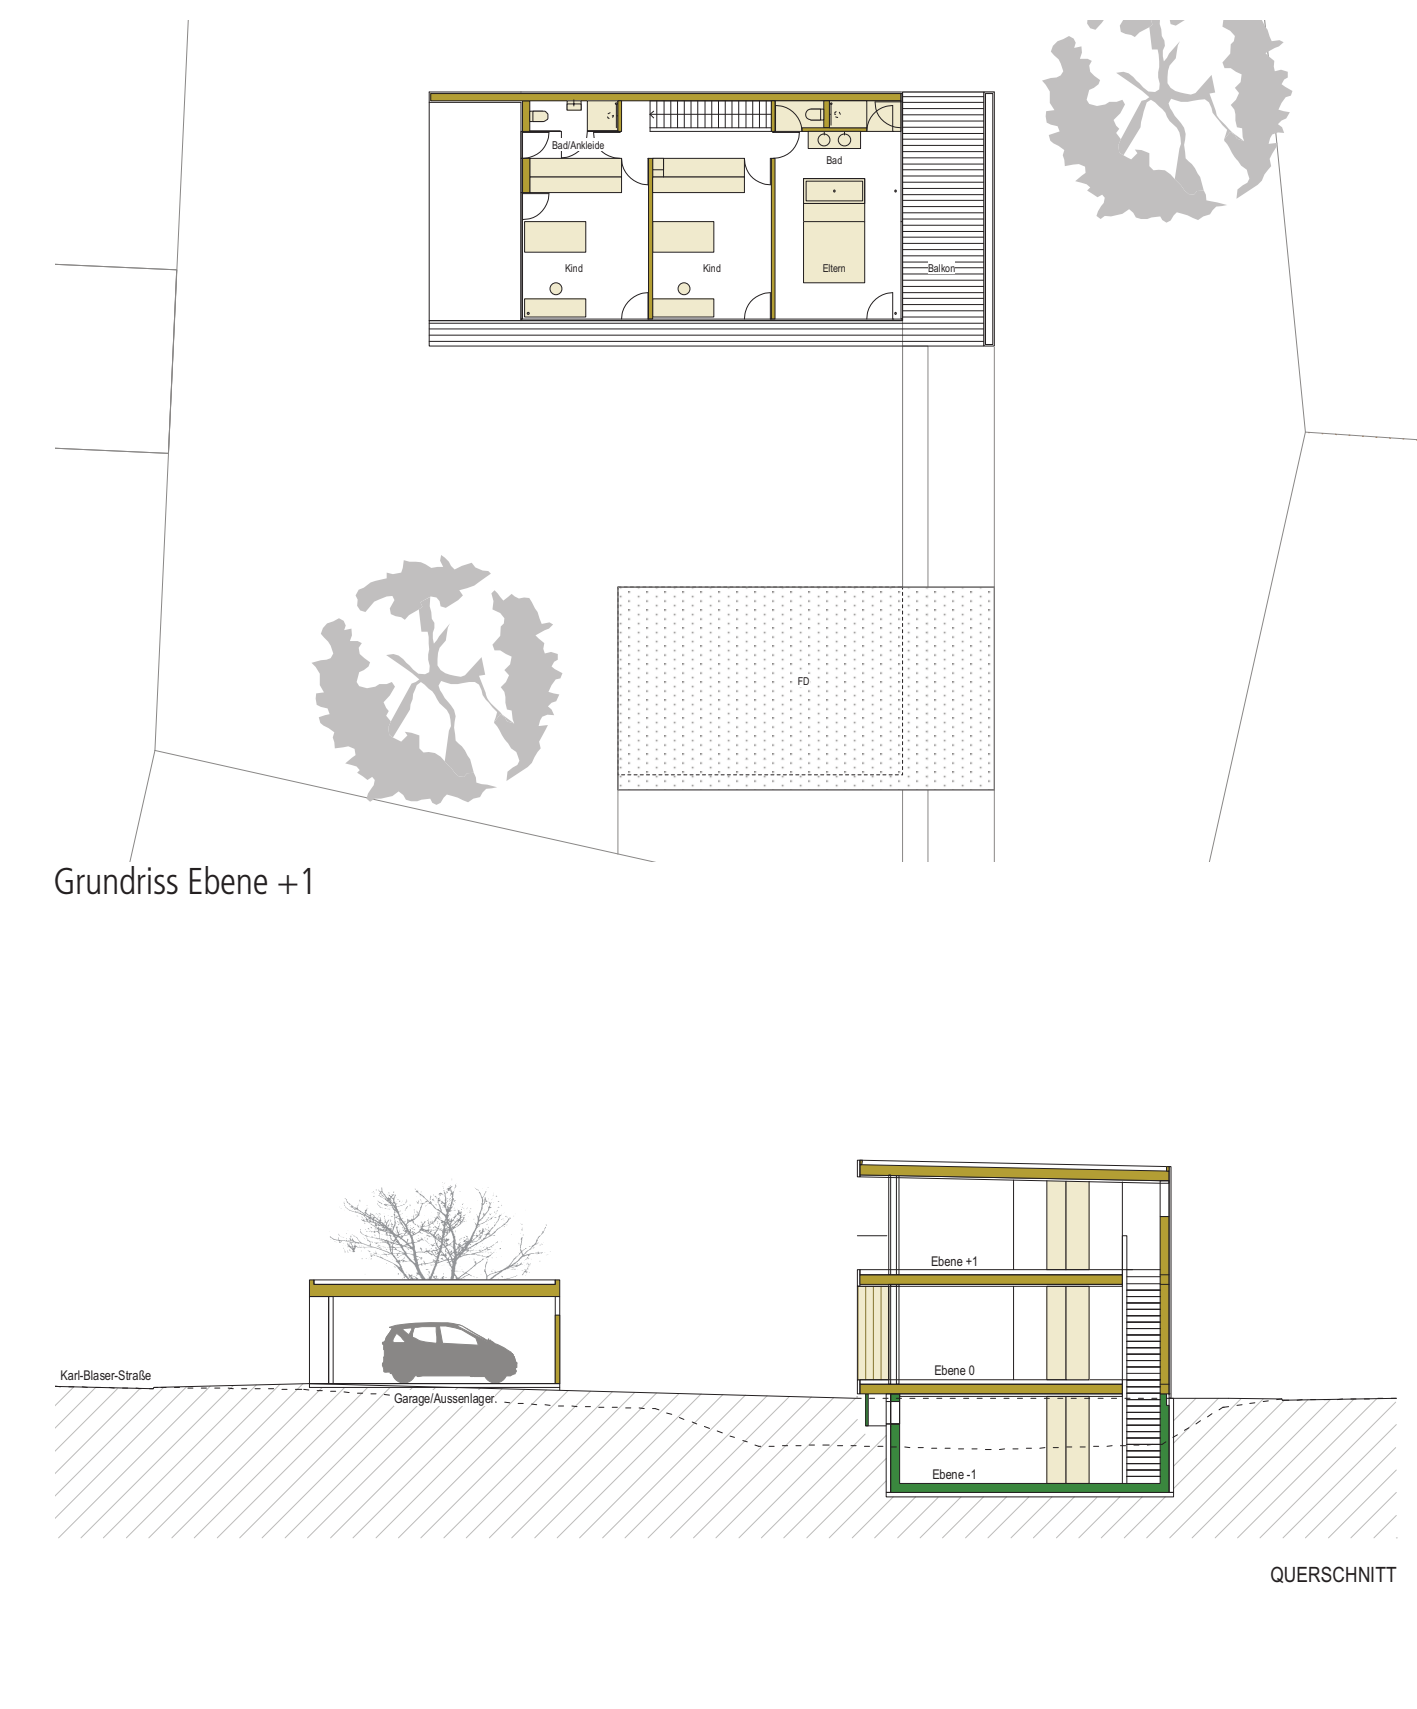 Bad/Ankleide
Bad
Kind
Kind
Eltern
Balkon
FD
Grundriss Ebene +1
Ebene +1
Ebene 0
Karl-Blaser-Straße
Garage/Aussenlager.
Ebene -1
QUERSCHNITT